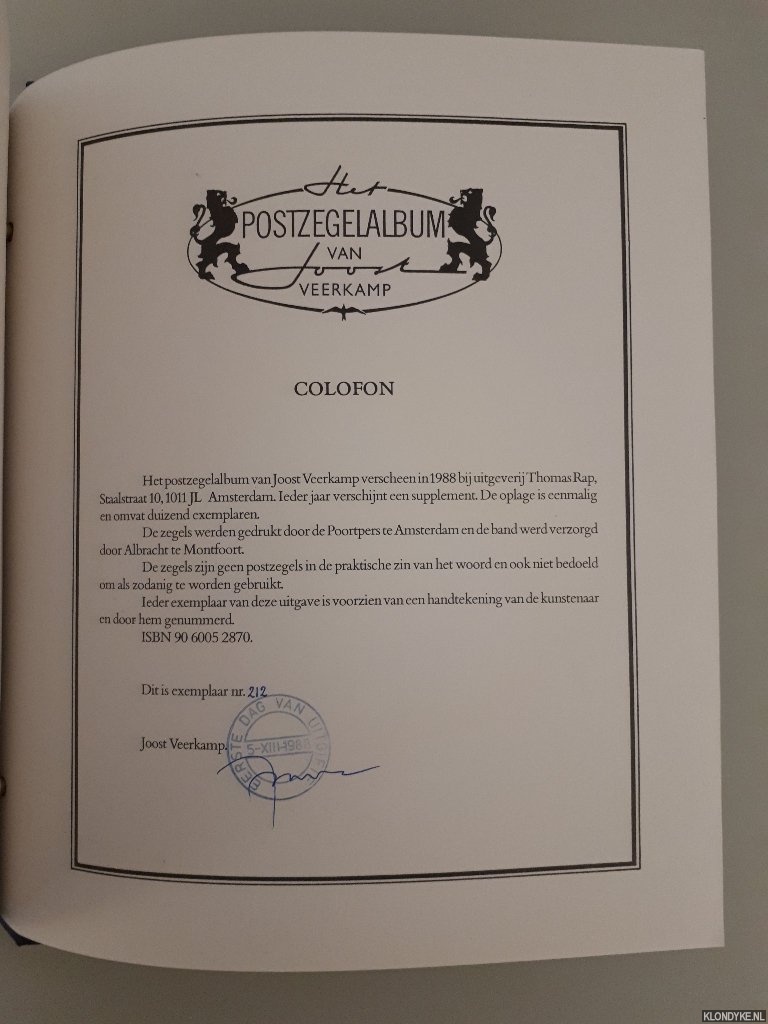 Het
POSTZEGELALBUM
VAN
Joost
VEERKAMP
COLOFON
Het postzegelalbum van Joost Veerkamp verscheen in 1988 bij uitgeverij Thomas Rap,
Staalstraat 10, 1011 JL Amsterdam. Ieder jaar verschijnt een supplement. De oplage is eenmalig
en omvat duizend exemplaren.
De zegels werden gedrukt door de Poortpers te Amsterdam en de band werd verzorgd
door Albracht te Montfoort.
De zegels zijn geen postzegels in de praktische zin van het woord en ook niet bedoeld
om als zodanig te worden gebruikt.
Ieder exemplaar van deze uitgave is voorzien van een handtekening van de kunstenaar
en door hem genummerd.
ISBN 90 6005 2870.
Dit is exemplaar nr. 212
EERSTE DAG VAN UITGIFTE
5-XIII-1988
Joost Veerkamp.
KLONDYKE.NL